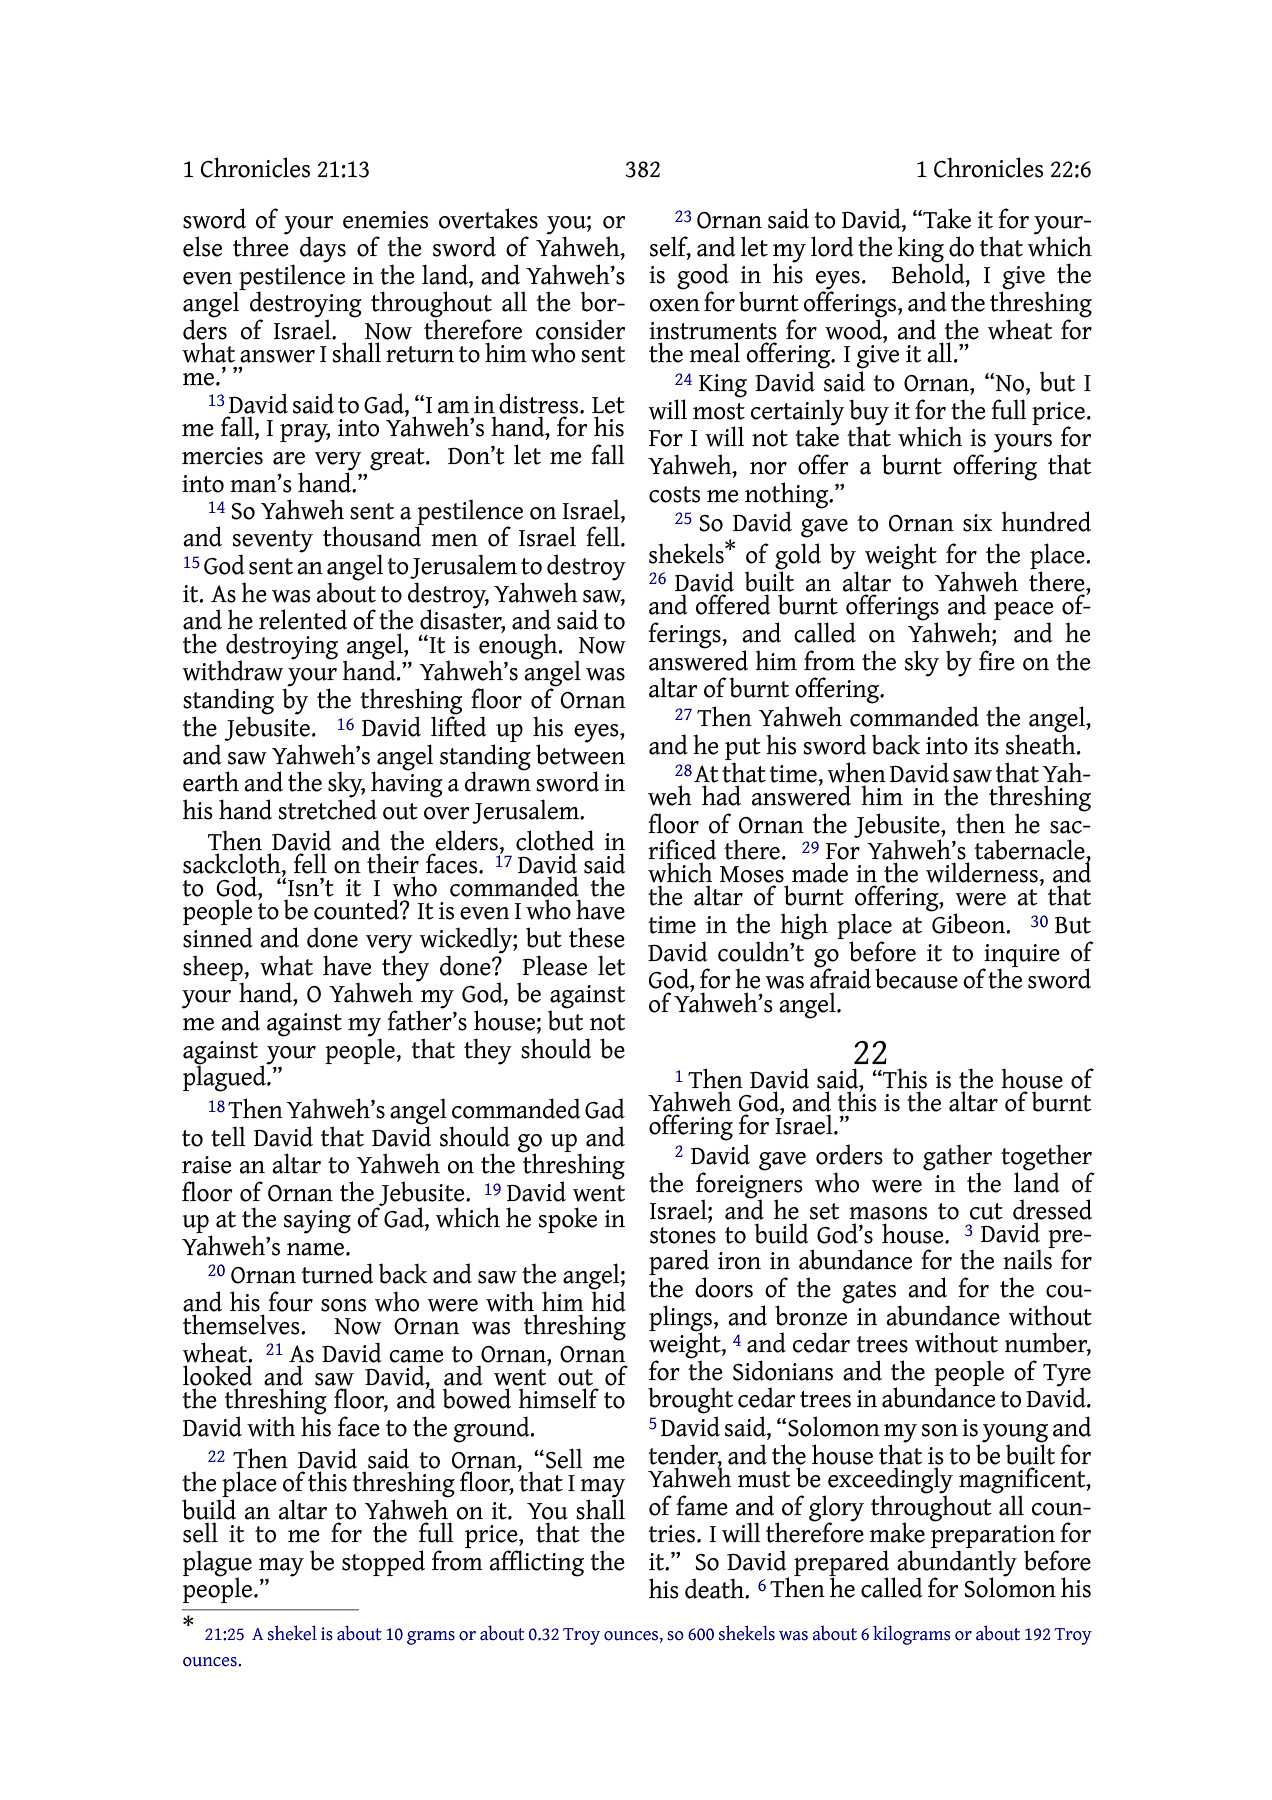 1 Chronicles 21:13 382 1 Chronicles 22:6
sword of your enemies overtakes you; or
else three days of the sword of Yahweh,
even pestilence in the land, and Yahweh’s
angel destroying throughout all the bor-
ders of Israel. Now therefore consider
what answer I shall return to him who sent
me.’ ”
13 David said to Gad, “I am in distress. Let
me fall, I pray, into Yahweh’s hand, for his
mercies are very great. Don’t let me fall
into man’s hand.”
14 So Yahweh sent a pestilence on Israel,
and seventy thousand men of Israel fell.
15 God sent an angel to Jerusalem to destroy
it. As he was about to destroy, Yahweh saw,
and he relented of the disaster, and said to
the destroying angel, “It is enough. Now
withdraw your hand.” Yahweh’s angel was
standing by the threshing floor of Ornan
the Jebusite. 16 David lifted up his eyes,
and saw Yahweh’s angel standing between
earth and the sky, having a drawn sword in
his hand stretched out over Jerusalem.
Then David and the elders, clothed in
sackcloth, fell on their faces. 17 David said
to God, “Isn’t it I who commanded the
people to be counted? It is even I who have
sinned and done very wickedly; but these
sheep, what have they done? Please let
your hand, O Yahweh my God, be against
me and against my father’s house; but not
against your people, that they should be
plagued.”
18 Then Yahweh’s angel commanded Gad
to tell David that David should go up and
raise an altar to Yahweh on the threshing
floor of Ornan the Jebusite. 19 David went
up at the saying of Gad, which he spoke in
Yahweh’s name.
20 Ornan turned back and saw the angel;
and his four sons who were with him hid
themselves. Now Ornan was threshing
wheat. 21 As David came to Ornan, Ornan
looked and saw David, and went out of
the threshing floor, and bowed himself to
David with his face to the ground.
22 Then David said to Ornan, “Sell me
the place of this threshing floor, that I may
build an altar to Yahweh on it. You shall
sell it to me for the full price, that the
plague may be stopped from afflicting the
people.”
23 Ornan said to David, “Take it for your-
self, and let my lord the king do that which
is good in his eyes. Behold, I give the
oxen for burnt offerings, and the threshing
instruments for wood, and the wheat for
the meal offering. I give it all.”
24 King David said to Ornan, “No, but I
will most certainly buy it for the full price.
For I will not take that which is yours for
Yahweh, nor offer a burnt offering that
costs me nothing.”
25 So David gave to Ornan six hundred
shekels* of gold by weight for the place.
26 David built an altar to Yahweh there,
and offered burnt offerings and peace of-
ferings, and called on Yahweh; and he
answered him from the sky by fire on the
altar of burnt offering.
27 Then Yahweh commanded the angel,
and he put his sword back into its sheath.
28 At that time, when David saw that Yah-
weh had answered him in the threshing
floor of Ornan the Jebusite, then he sac-
rificed there. 29 For Yahweh’s tabernacle,
which Moses made in the wilderness, and
the altar of burnt offering, were at that
time in the high place at Gibeon. 30 But
David couldn’t go before it to inquire of
God, for he was afraid because of the sword
of Yahweh’s angel.
22
1 Then David said, “This is the house of
Yahweh God, and this is the altar of burnt
offering for Israel.”
2 David gave orders to gather together
the foreigners who were in the land of
Israel; and he set masons to cut dressed
stones to build God’s house. 3 David pre-
pared iron in abundance for the nails for
the doors of the gates and for the cou-
plings, and bronze in abundance without
weight, 4 and cedar trees without number,
for the Sidonians and the people of Tyre
brought cedar trees in abundance to David.
5 David said, “Solomon my son is young and
tender, and the house that is to be built for
Yahweh must be exceedingly magnificent,
of fame and of glory throughout all coun-
tries. I will therefore make preparation for
it.” So David prepared abundantly before
his death. 6 Then he called for Solomon his
* 21:25 A shekel is about 10 grams or about 0.32 Troy ounces, so 600 shekels was about 6 kilograms or about 192 Troy
ounces.